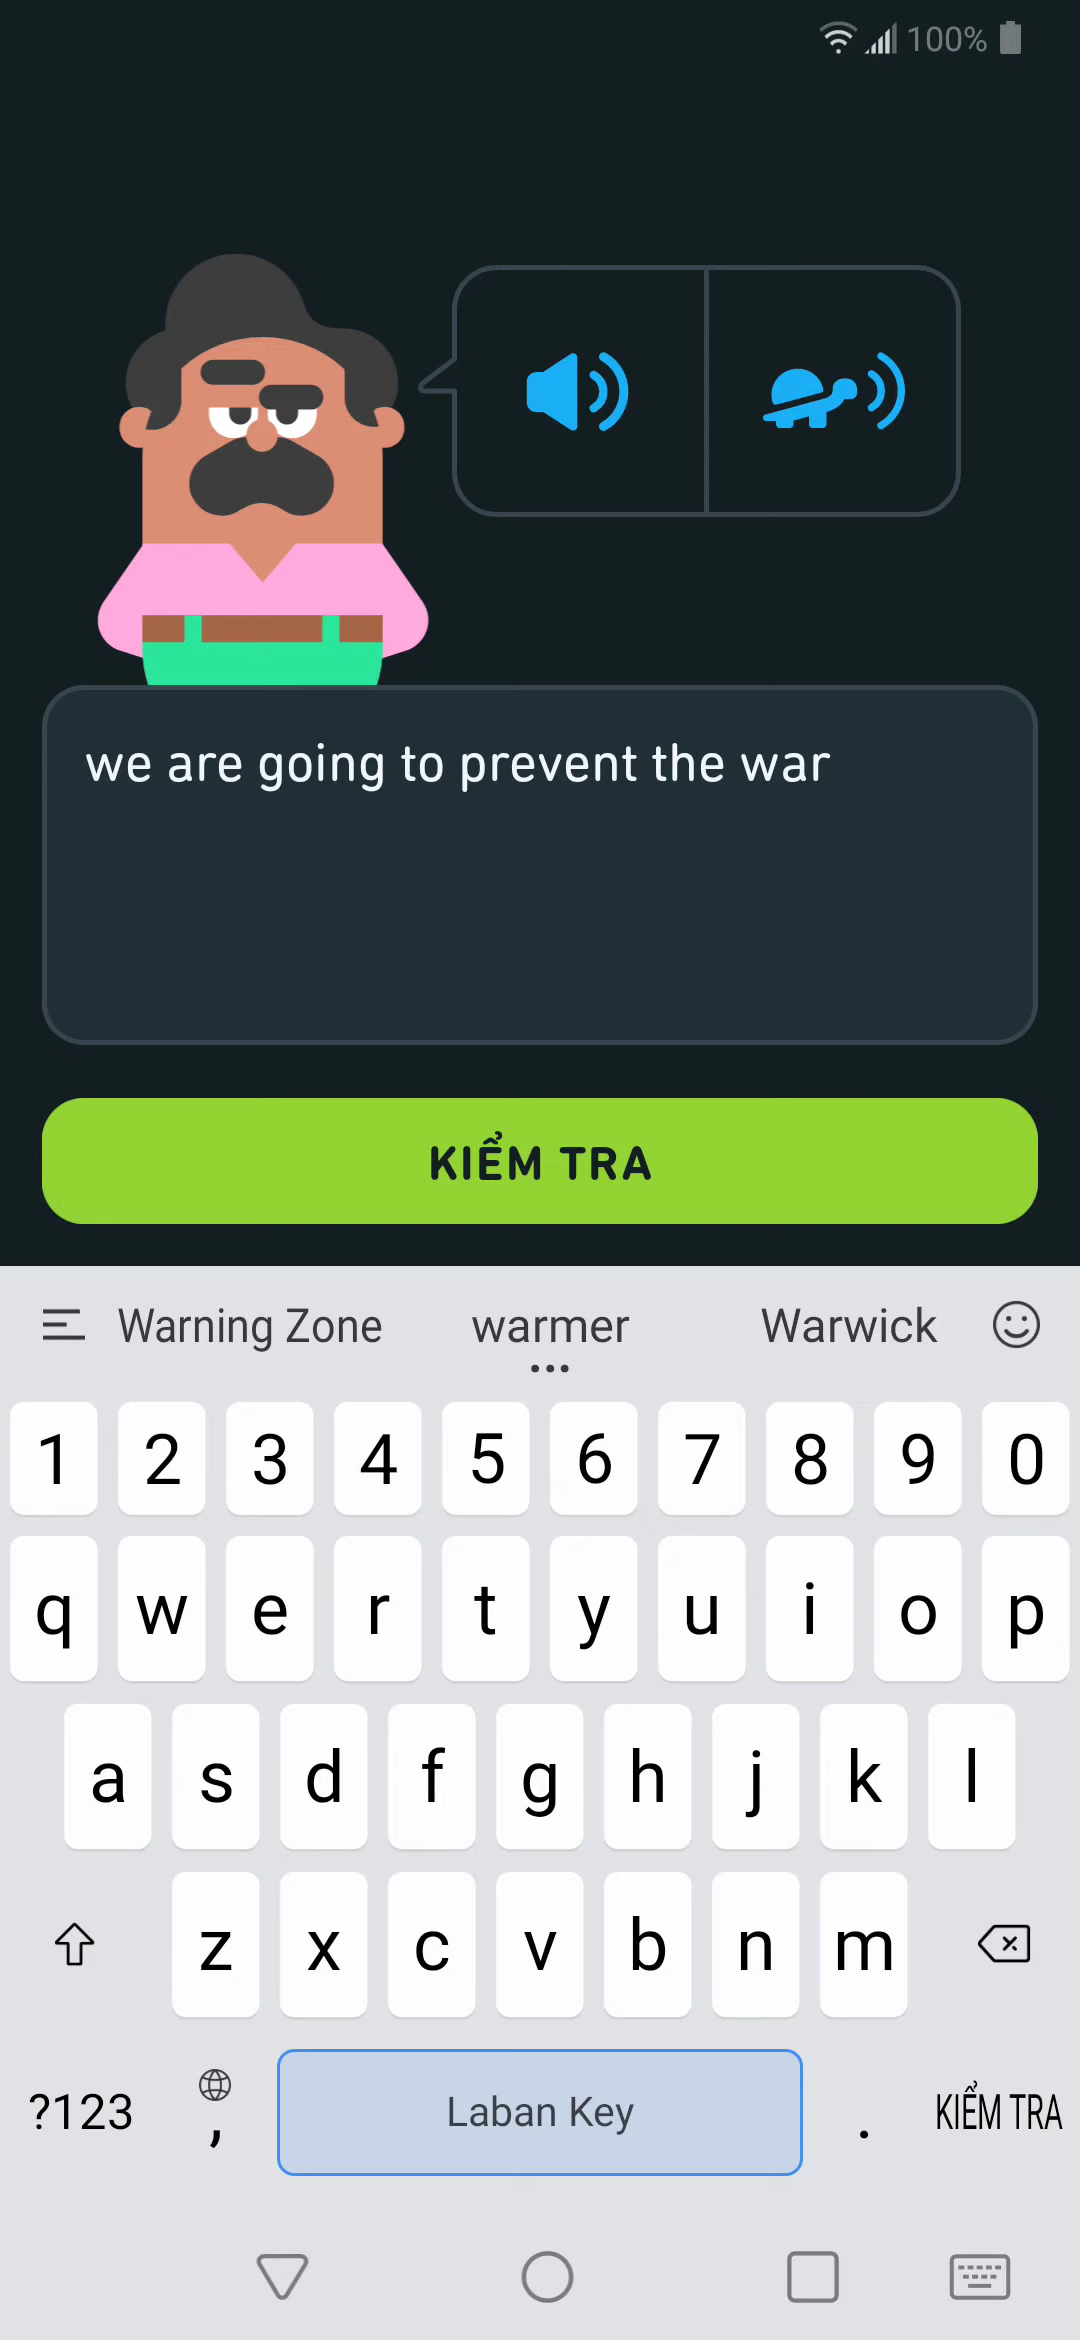 100%
we are going to prevent the war
KIỂM TRA
Warning Zone warmer Warwick
1 2 3 4 5 6 7 8 9 0
q w e r t y u i o p
a s d f g h j k l
z x c v b n m
?123 , Laban Key . KIỂM TRA